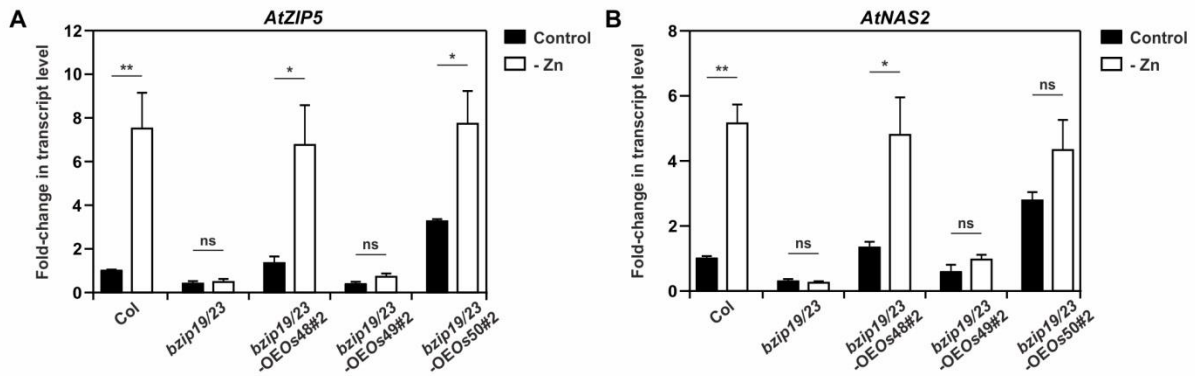 A
AtZIP5
Control
- Zn
Fold-change in transcript level
12
10
8
6
4
2
0
**
ns
*
ns
*
Col
bzip19/23
bzip19/23
-OEOs48#2
bzip19/23
-OEOs49#2
bzip19/23
-OEOs50#2
B
AtNAS2
Control
- Zn
Fold-change in transcript level
8
6
4
2
0
**
ns
*
ns
ns
Col
bzip19/23
bzip19/23
-OEOs48#2
bzip19/23
-OEOs49#2
bzip19/23
-OEOs50#2